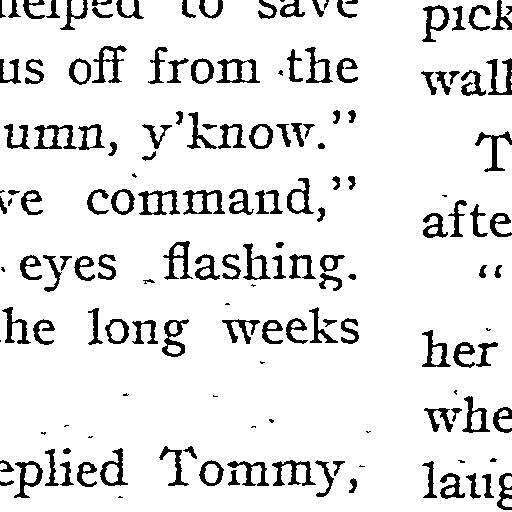 helped to save
us off from the
umn, y'know."
ve command,"
eyes flashing.
he long weeks
eplied Tommy,
pick
wall
T
afte
"
her
whe
laug